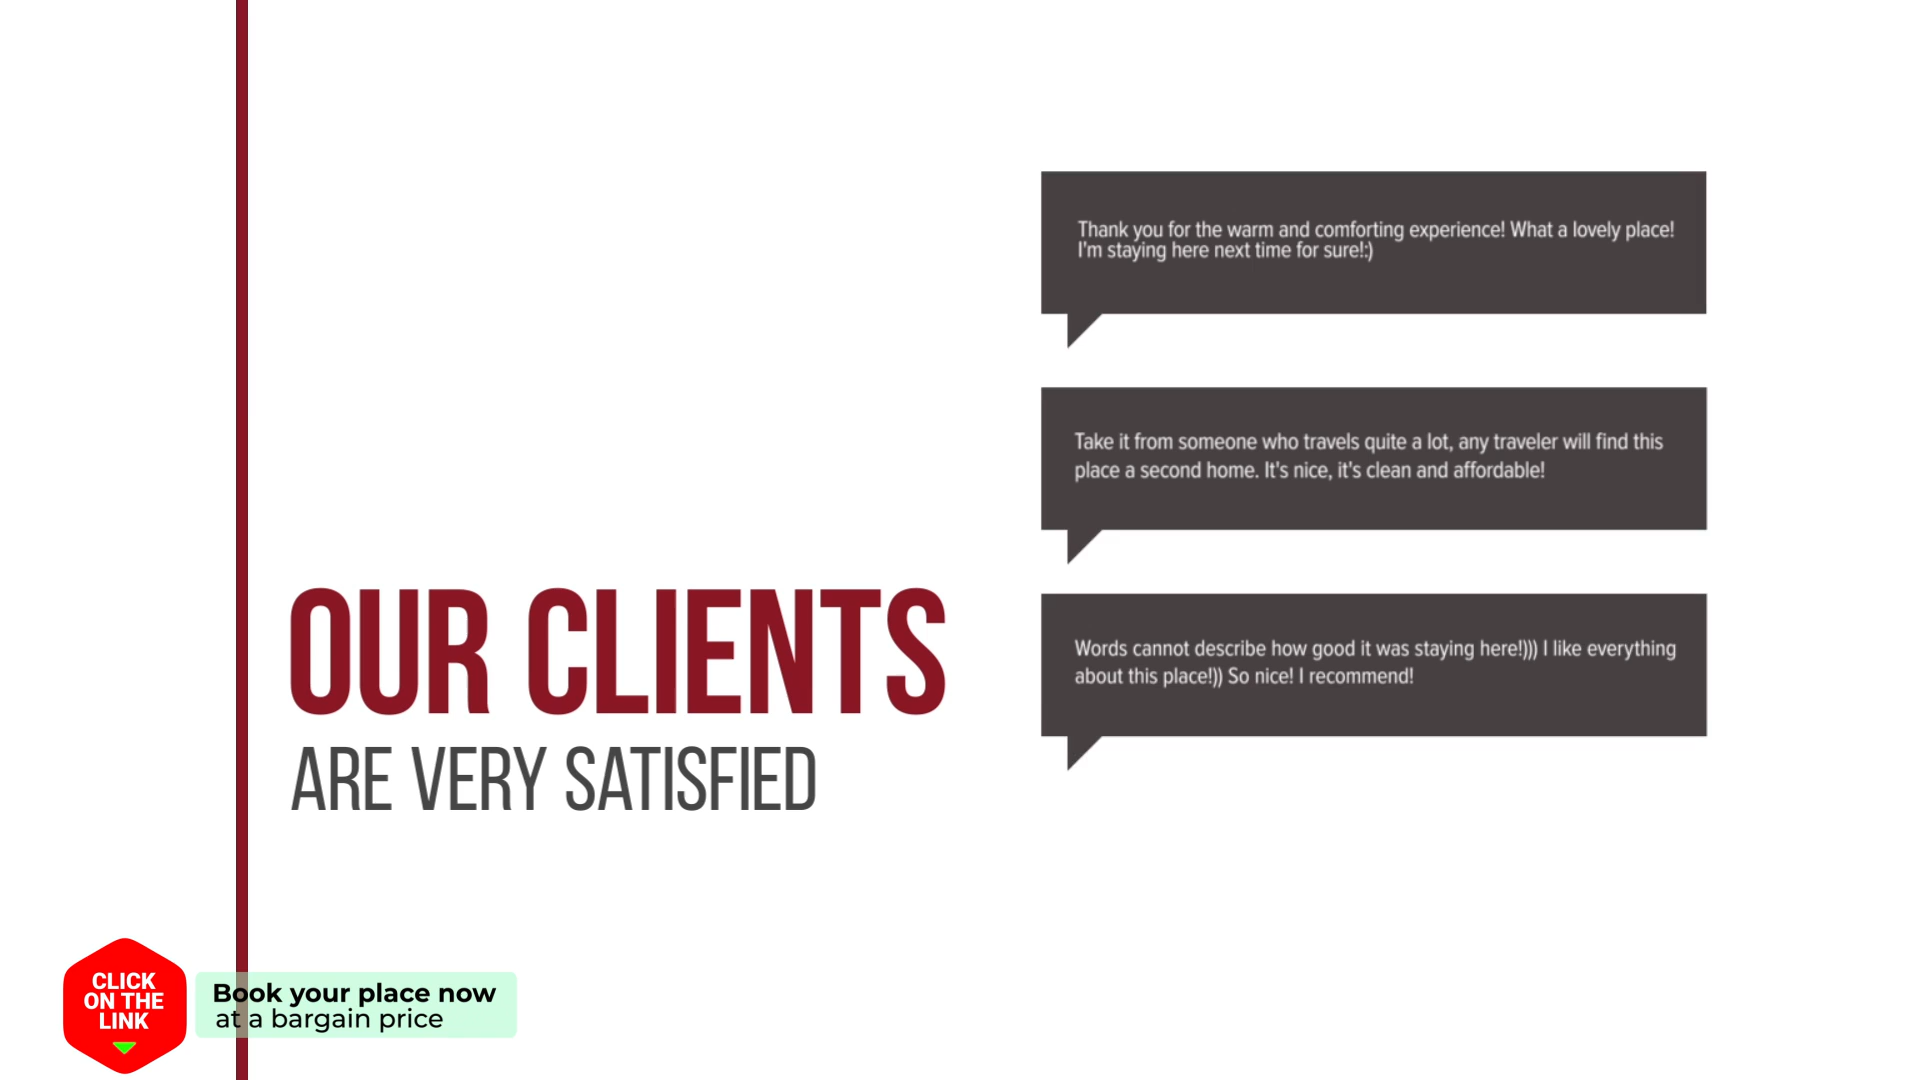 Thank you for the warm and comforting experience! What a lovely place!
I'm staying here next time for sure!:)
Take it from someone who travels quite a lot, any traveler will find this
place a second home. It's nice, it's clean and affordable!
Words cannot describe how good it was staying here!))) I like everything
about this place!)) So nice! I recommend!
OUR CLIENTS
ARE VERY SATISFIED
CLICK
ON THE
LINK
Book your place now
at a bargain price